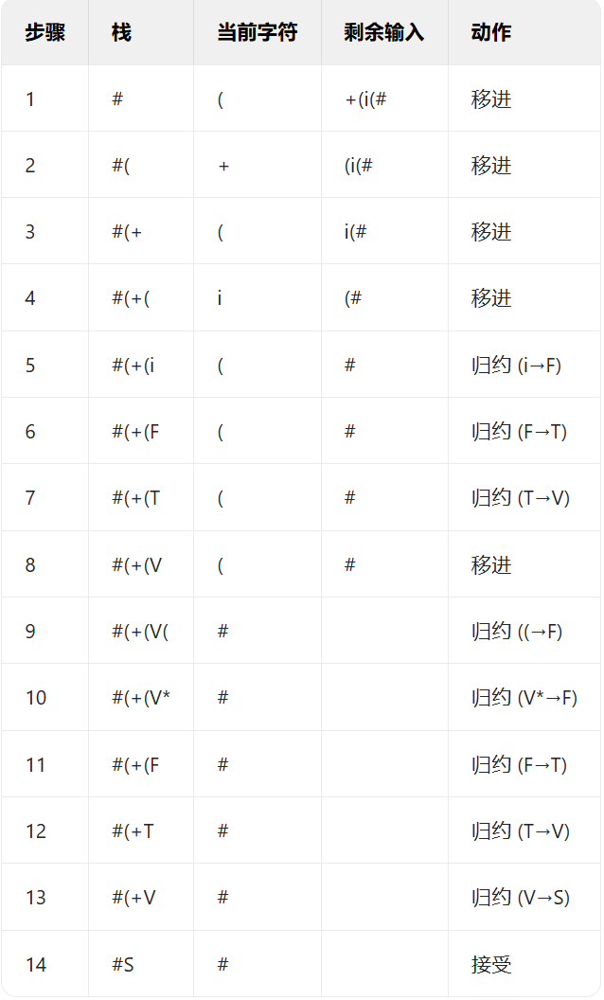 步骤 栈 当前字符 剩余输入 动作
1 # ( +(i(# 移进
2 #( + (i(# 移进
3 #(+ ( i(# 移进
4 #(+( i (# 移进
5 #(+(i ( # 归约 (i→F)
6 #(+(F ( # 归约 (F→T)
7 #(+(T ( # 归约 (T→V)
8 #(+(V ( # 移进
9 #(+(V( # 归约 ((→F)
10 #(+(V* # 归约 (V*→F)
11 #(+(F # 归约 (F→T)
12 #(+T # 归约 (T→V)
13 #(+V # 归约 (V→S)
14 #S # 接受